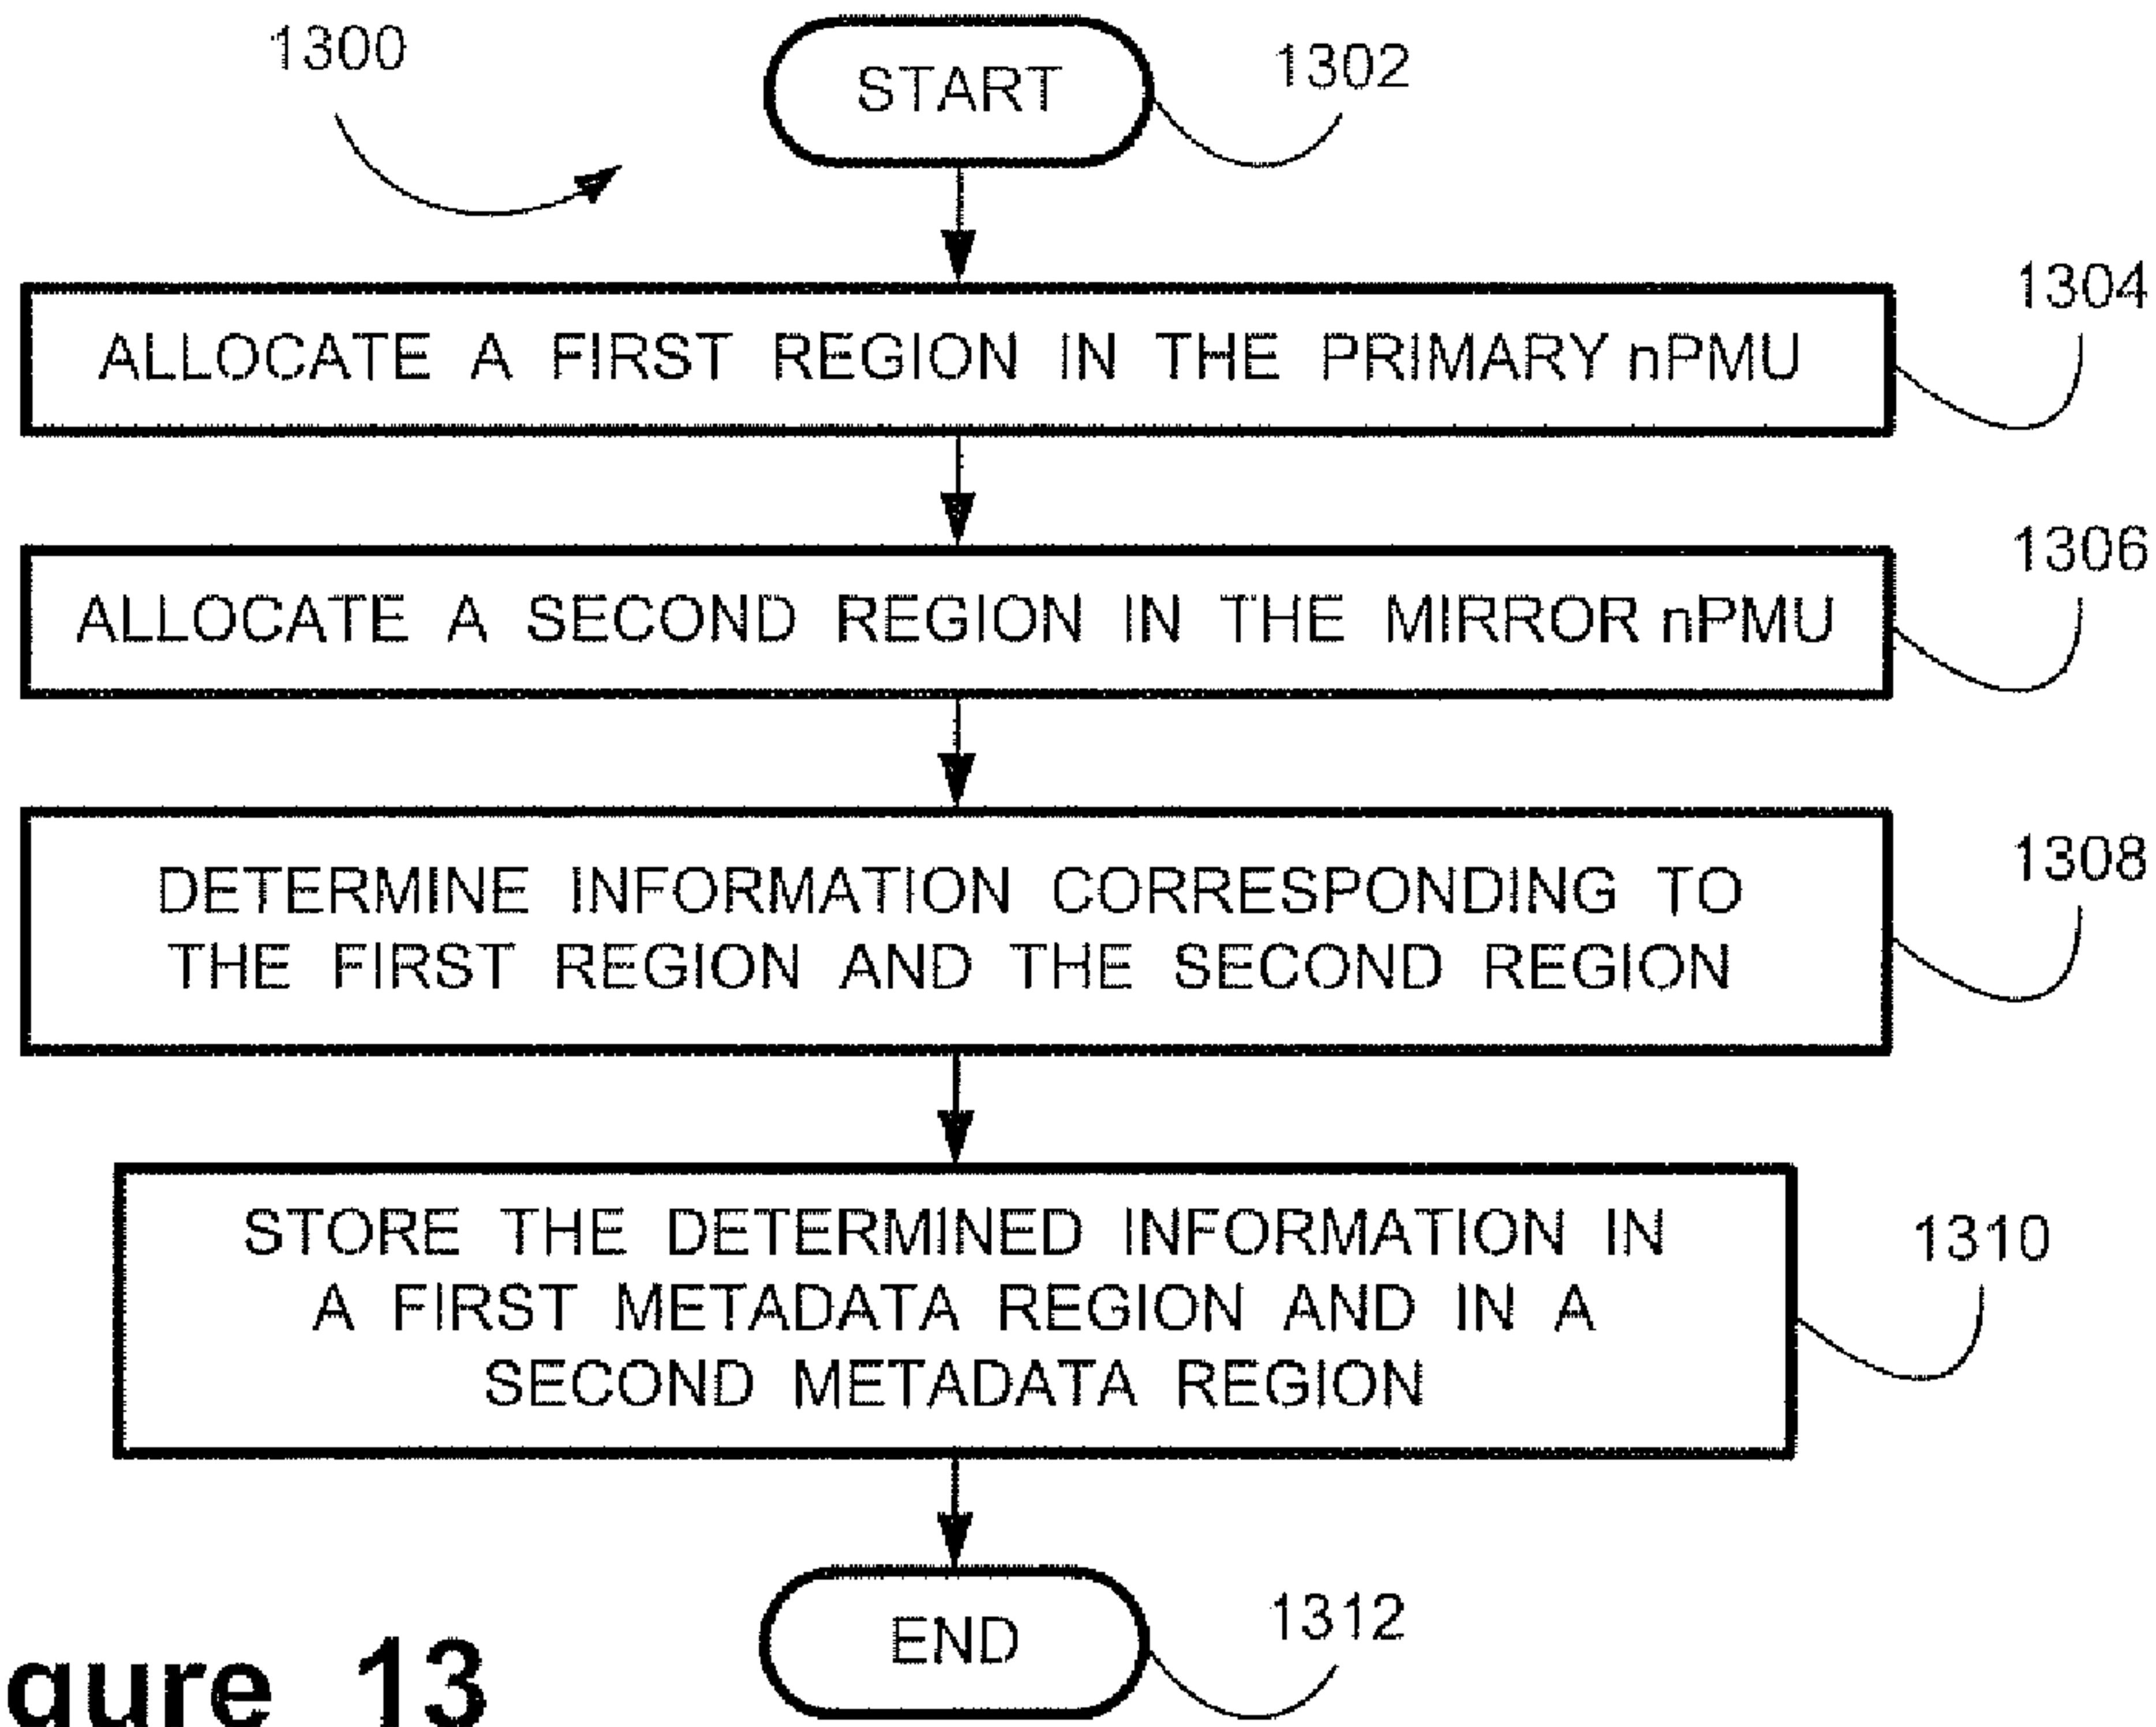 1300
START
1302
1304
ALLOCATE A FIRST REGION IN THE PRIMARY nPMU
1306
ALLOCATE A SECOND REGION IN THE MIRROR nPMU
1308
DETERMINE INFORMATION CORRESPONDING TO
THE FIRST REGION AND THE SECOND REGION
STORE THE DETERMINED INFORMATION IN
1310
A FIRST METADATA REGION AND IN A
SECOND METADATA REGION
END
1312
gure 13